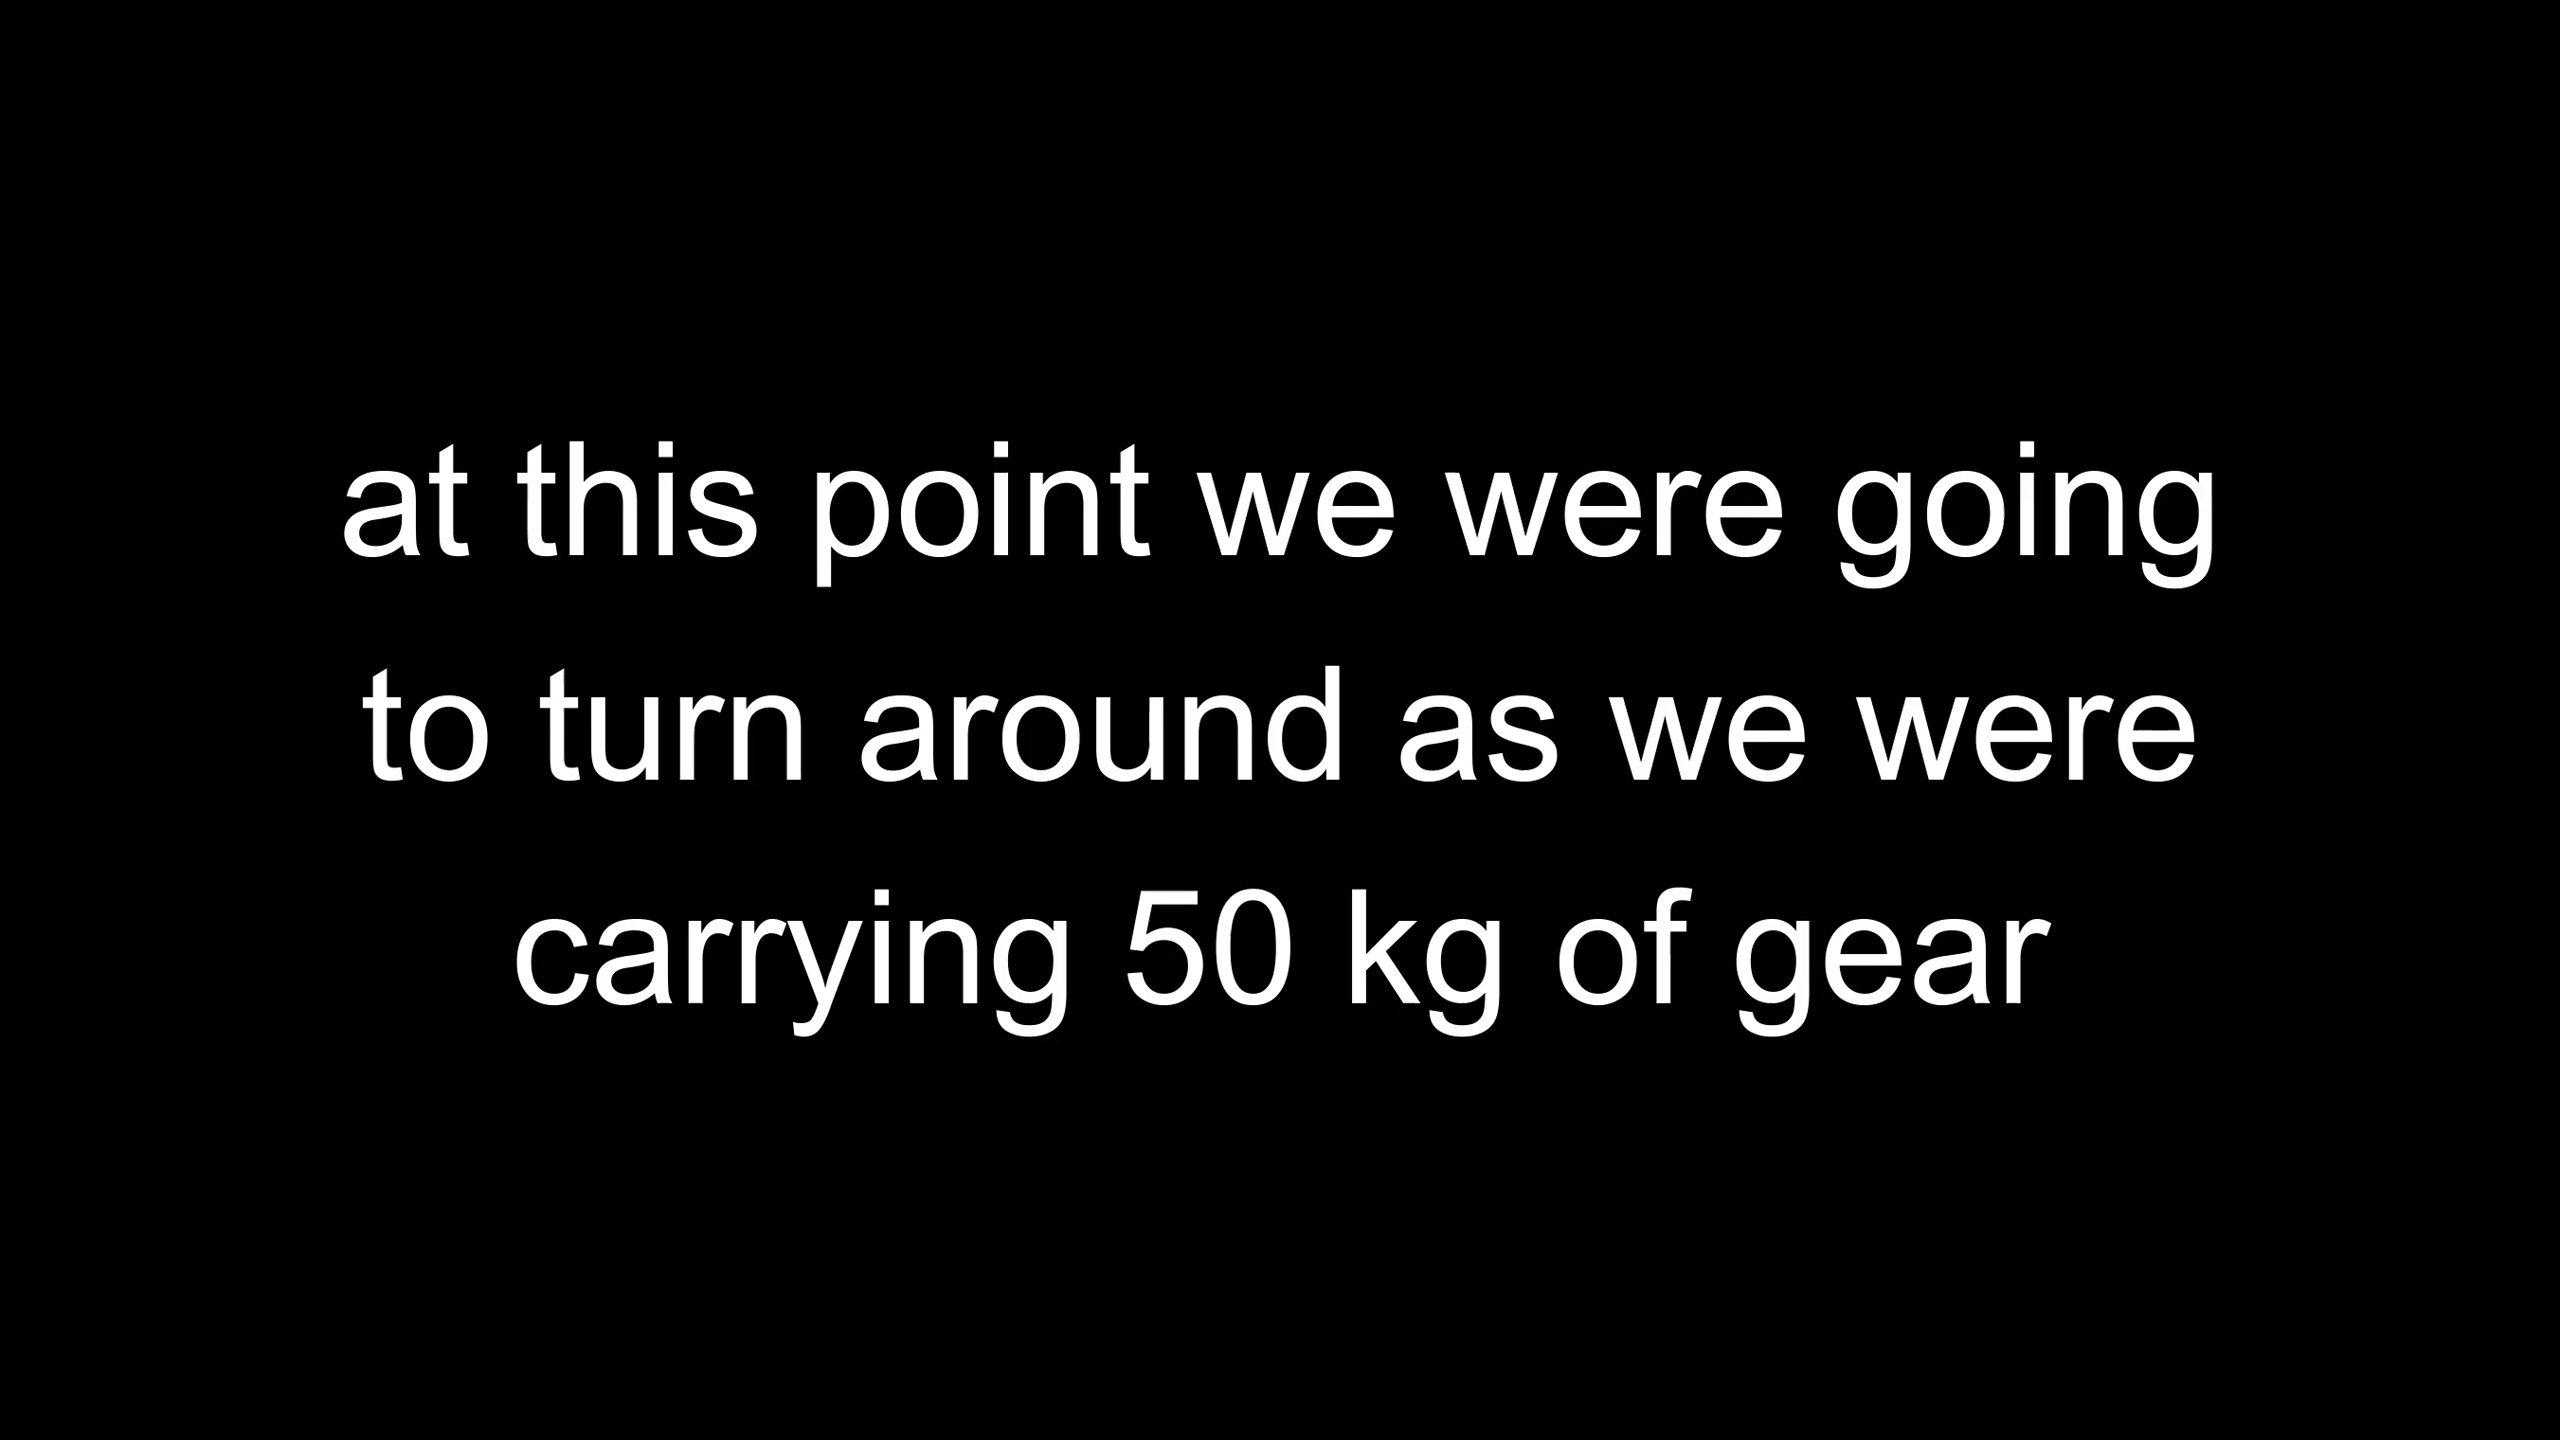 at this point we were going
to turn around as we were
carrying 50 kg of gear